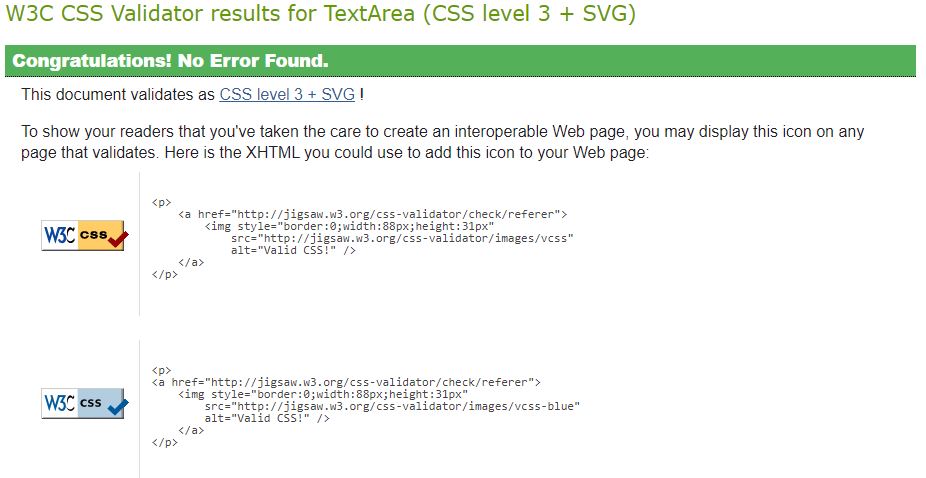 W3C CSS Validator results for TextArea (CSS level 3 + SVG)
Congratulations! No Error Found.
This document validates as CSS level 3 + SVG !
To show your readers that you've taken the care to create an interoperable Web page, you may display this icon on any
page that validates. Here is the XHTML you could use to add this icon to your Web page:
W3C css
<p>
<a href="http://jigsaw.w3.org/css-validator/check/referer">
<img style="border:0;width:88px;height:31px"
src="http://jigsaw.w3.org/css-validator/images/vcss"
alt="Valid CSS!" />
</a>
</p>
W3C css
<p>
<a href="http://jigsaw.w3.org/css-validator/check/referer">
<img style="border:0;width:88px;height:31px"
src="http://jigsaw.w3.org/css-validator/images/vcss-blue"
alt="Valid CSS!" />
</a>
</p>